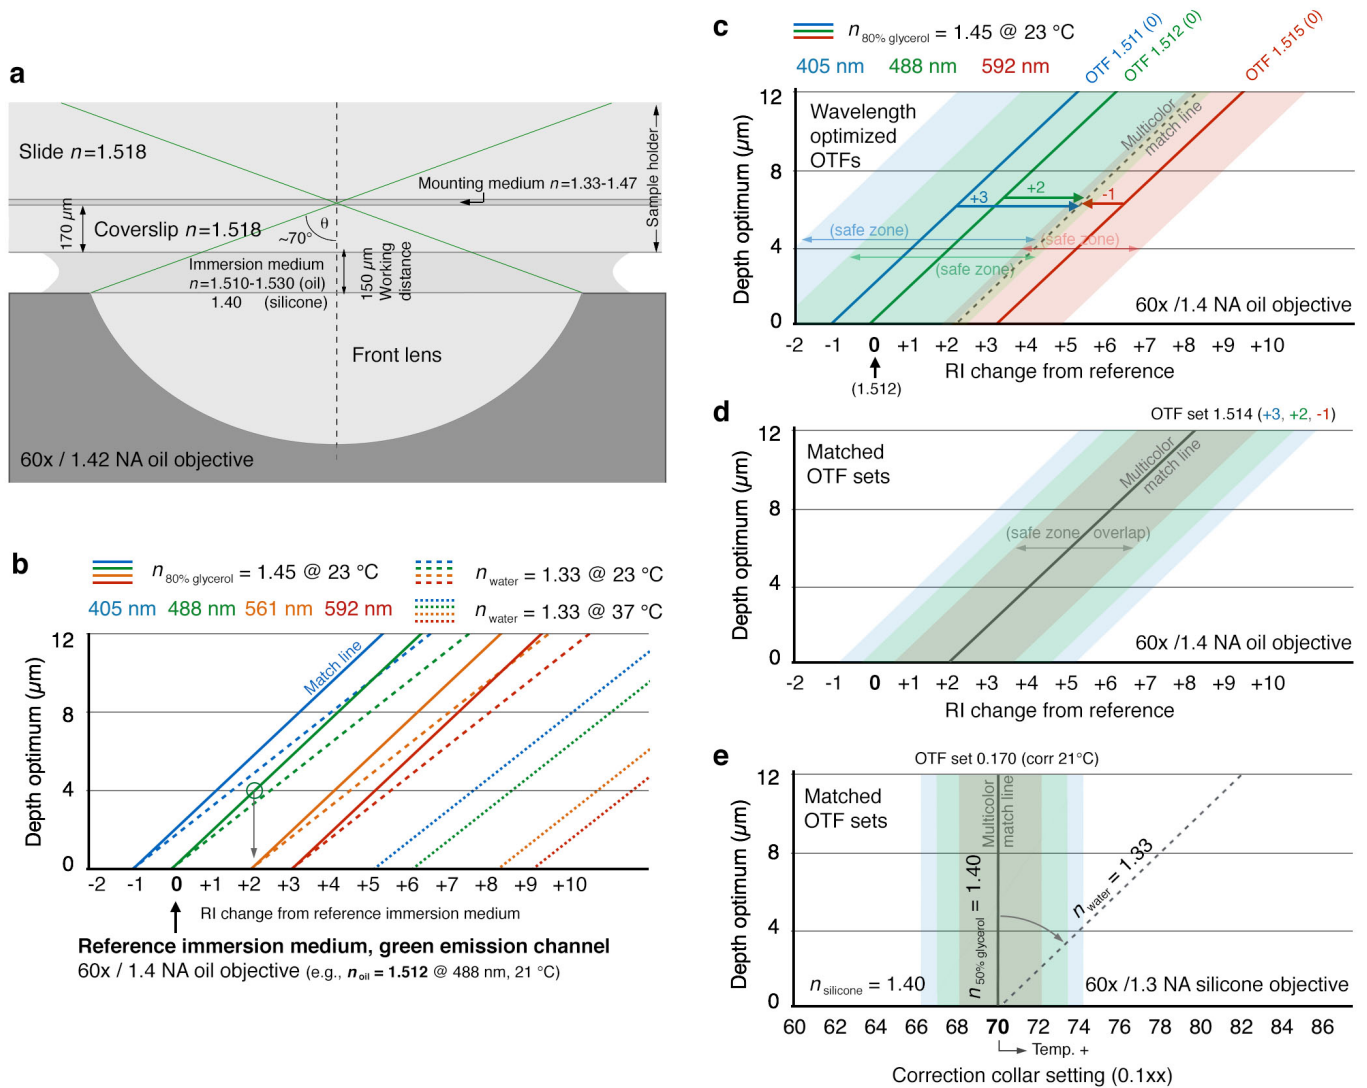 a
Slide n=1.518
Mounting medium n=1.33-1.47
Sample holder
170 µm
Coverslip n=1.518
θ
~70°
Immersion medium
n=1.510-1.530 (oil)
1.40 (silicone)
150 µm
Working
distance
Front lens
60x / 1.42 NA oil objective
b
n 80% glycerol = 1.45 @ 23 °C
n water = 1.33 @ 23 °C
405 nm 488 nm 561 nm 592 nm
n water = 1.33 @ 37 °C
Depth optimum (µm)
12
8
4
0
Match line
-2 -1 0 +1 +2 +3 +4 +5 +6 +7 +8 +9 +10
RI change from reference immersion medium
Reference immersion medium, green emission channel
60x / 1.4 NA oil objective (e.g., n oil = 1.512 @ 488 nm, 21 °C)
c
n 80% glycerol = 1.45 @ 23 °C
405 nm 488 nm 592 nm
OTF 1.511 (0)
OTF 1.512 (0)
OTF 1.515 (0)
Depth optimum (µm)
12
8
4
0
Wavelength
optimized
OTFs
Multicolor
match line
+3
+2
-1
(safe zone)
(safe zone)
(safe zone)
60x /1.4 NA oil objective
-2 -1 0 +1 +2 +3 +4 +5 +6 +7 +8 +9 +10
RI change from reference
(1.512)
d
OTF set 1.514 (+3, +2, -1)
Depth optimum (µm)
12
8
4
0
Matched
OTF sets
Multicolor
match line
(safe zone overlap)
60x /1.4 NA oil objective
-2 -1 0 +1 +2 +3 +4 +5 +6 +7 +8 +9 +10
RI change from reference
e
OTF set 0.170 (corr 21°C)
Depth optimum (µm)
12
8
4
0
Matched
OTF sets
Multicolor
match line
n 50% glycerol = 1.40
n water = 1.33
n silicone = 1.40
60x /1.3 NA silicone objective
60 62 64 66 68 70 72 74 76 78 80 82 84 86
Temp. +
Correction collar setting (0.1xx)